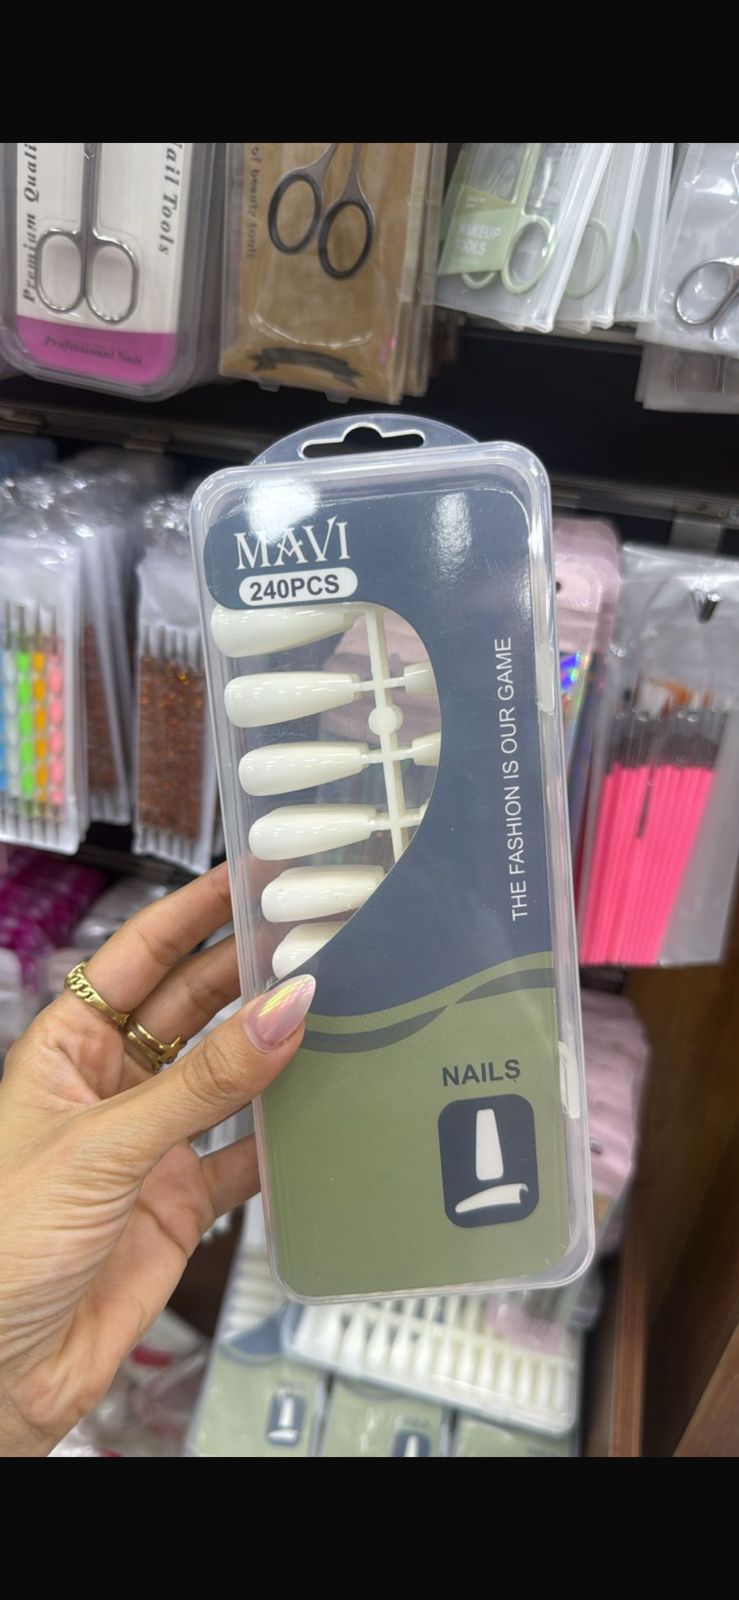 Premium Quali
Nail Tools
Professional Nail
of beauty tools
MAKEUP
TOOLS
MAVI
240PCS
THE FASHION IS OUR GAME
NAILS